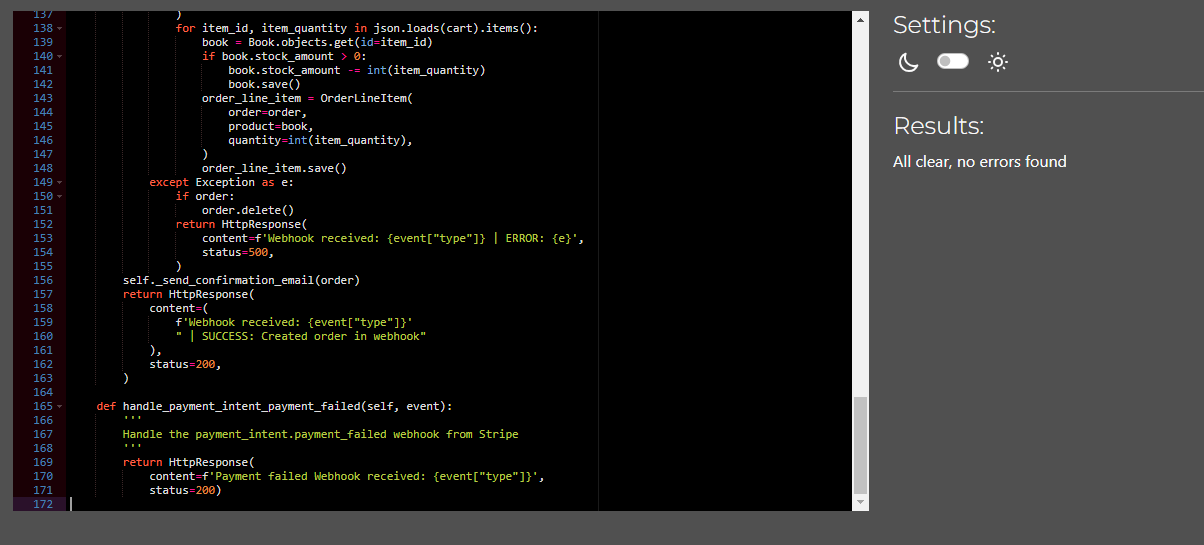 137 )
138 for item_id, item_quantity in json.loads(cart).items():
139 book = Book.objects.get(id=item_id)
140 if book.stock_amount > 0:
141 book.stock_amount -= int(item_quantity)
142 book.save()
143 order_line_item = OrderLineItem(
144 order=order,
145 product=book,
146 quantity=int(item_quantity),
147 )
148 order_line_item.save()
149 except Exception as e:
150 if order:
151 order.delete()
152 return HttpResponse(
153 content=f'Webhook received: {event["type"]} | ERROR: {e}',
154 status=500,
155 )
156 self._send_confirmation_email(order)
157 return HttpResponse(
158 content=(
159 f'Webhook received: {event["type"]}'
160 " | SUCCESS: Created order in webhook"
161 ),
162 status=200,
163 )
164
165 def handle_payment_intent_payment_failed(self, event):
166 '''
167 Handle the payment_intent.payment_failed webhook from Stripe
168 '''
169 return HttpResponse(
170 content=f'Payment failed Webhook received: {event["type"]}',
171 status=200)
172
Settings:
Results:
All clear, no errors found